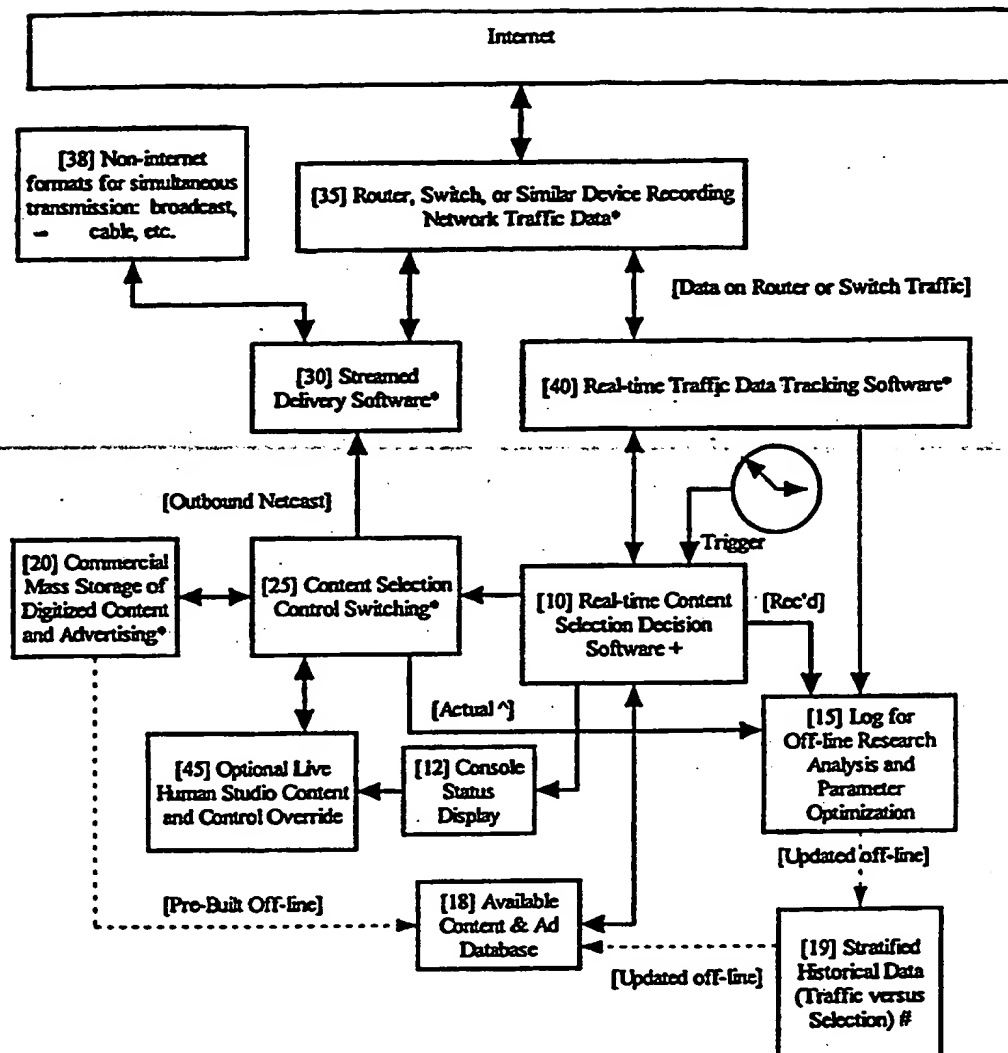 Internet
[38] Non-internet
formats for simultaneous
transmission: broadcast,
cable, etc.
[35] Router, Switch, or Similar Device Recording
Network Traffic Data*
[Data on Router or Switch Traffic]
[30] Streamed
Delivery Software*
[40] Real-time Traffic Data Tracking Software*
[Outbound Netcast]
Trigger
[20] Commercial
Mass Storage of
Digitized Content
and Advertising*
[25] Content Selection
Control Switching*
[10] Real-time Content
Selection Decision
Software +
[Rec'd]
[Actual ^]
[15] Log for
Off-line Research
Analysis and
Parameter
Optimization
[45] Optional Live
Human Studio Content
and Control Override
[12] Console
Status
Display
[Updated off-line]
[Pre-Built Off-line]
[18] Available
Content & Ad
Database
[Updated off-line]
[19] Stratified
Historical Data
(Traffic versus
Selection) #